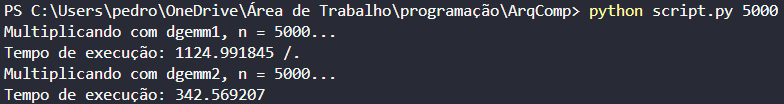 PS C:\Users\pedro\OneDrive\Área de Trabalho\programação\ArqComp> python script.py 5000
Multiplicando com dgemm1, n = 5000...
Tempo de execução: 1124.991845 /.
Multiplicando com dgemm2, n = 5000...
Tempo de execução: 342.569207